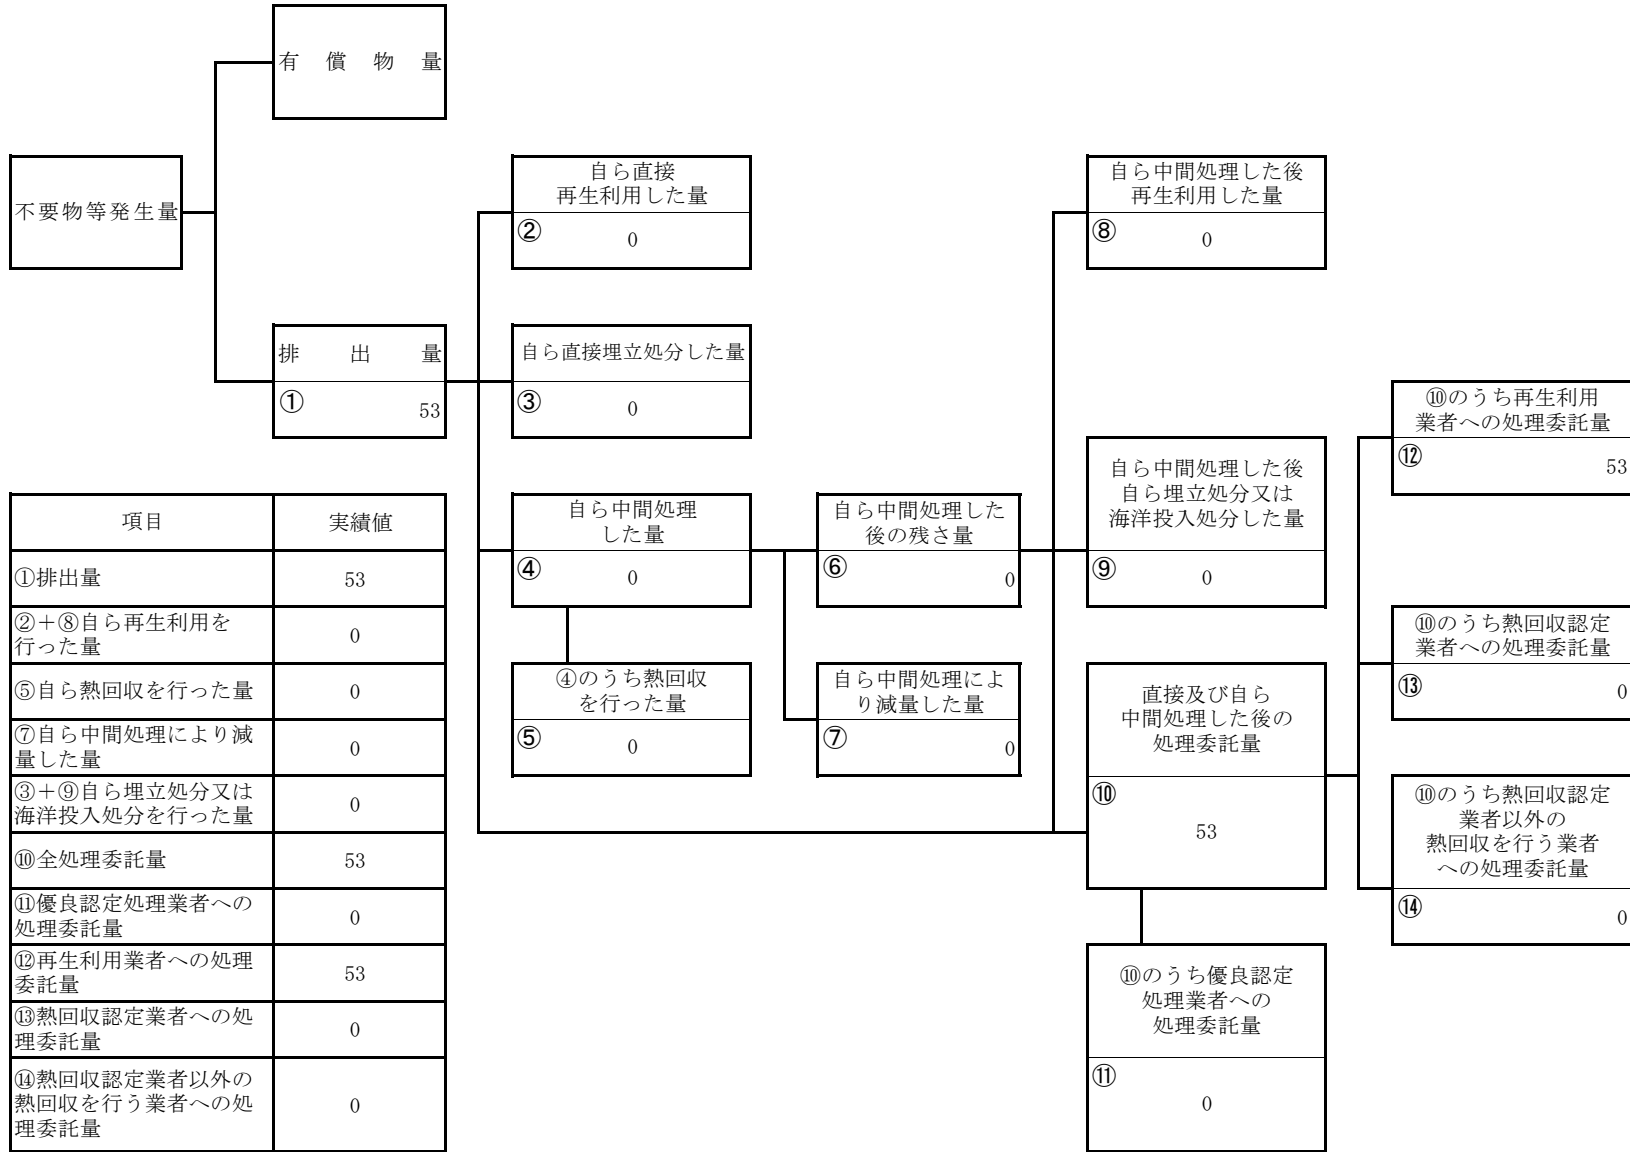 有償物量
不要物等発生量
排出量
①
53
自ら直接
再生利用した量
②
0
自ら直接埋立処分した量
③
0
自ら中間処理
した量
④
0
④のうち熱回収
を行った量
⑤
0
自ら中間処理した
後の残さ量
⑥
0
自ら中間処理によ
り減量した量
⑦
0
自ら中間処理した後
再生利用した量
⑧
0
自ら中間処理した後
自ら埋立処分又は
海洋投入処分した量
⑨
0
直接及び自ら
中間処理した後の
処理委託量
⑩
53
⑩のうち優良認定
処理業者への
処理委託量
⑪
0
⑩のうち再生利用
業者への処理委託量
⑫
53
⑩のうち熱回収認定
業者への処理委託量
⑬
0
⑩のうち熱回収認定
業者以外の
熱回収を行う業者
への処理委託量
⑭
0
項目 実績値
①排出量 53
②＋⑧自ら再生利用を
行った量 0
⑤自ら熱回収を行った量 0
⑦自ら中間処理により減
量した量 0
③＋⑨自ら埋立処分又は
海洋投入処分を行った量 0
⑩全処理委託量 53
⑪優良認定処理業者への
処理委託量 0
⑫再生利用業者への処理
委託量 53
⑬熱回収認定業者への処
理委託量 0
⑭熱回収認定業者以外の
熱回収を行う業者への処
理委託量 0